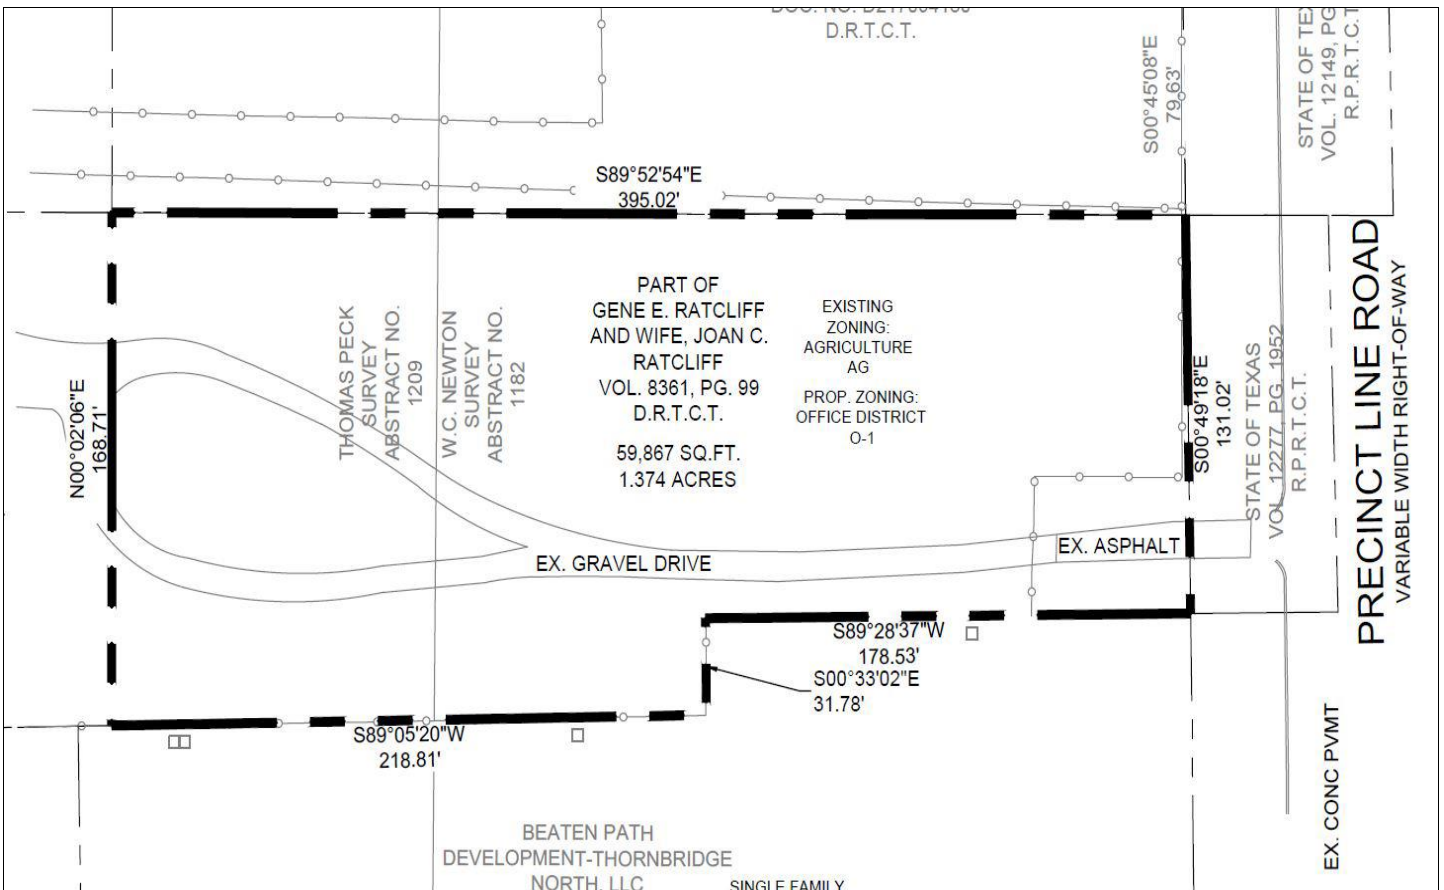 D.R.T.C.T.
S00°45'08"E
79.63'
STATE OF
VOL. 12149, PG
R.P.R.T.C.T.
S89°52'54"E
395.02'
PART OF
GENE E. RATCLIFF
AND WIFE, JOAN C.
RATCLIFF
VOL. 8361, PG. 99
D.R.T.C.T.
59,867 SQ.FT.
1.374 ACRES
EXISTING
ZONING:
AGRICULTURE
AG
PROP. ZONING:
OFFICE DISTRICT
O-1
THOMAS PECK
SURVEY
ABSTRACT NO.
1209
W.C. NEWTON
SURVEY
ABSTRACT NO.
1182
N00°02'06"E
168.71'
S00°49'18"E
131.02'
STATE OF TEXAS
VOL. 12277, PG. 1952
R.P.R.T.C.T.
PRECINCT LINE ROAD
VARIABLE WIDTH RIGHT-OF-WAY
EX. GRAVEL DRIVE
EX. ASPHALT
S89°28'37"W
178.53'
S00°33'02"E
31.78'
S89°05'20"W
218.81'
EX. CONC PVMT
BEATEN PATH
DEVELOPMENT-THORNBRIDGE
NORTH, LLC
SINGLE FAMILY